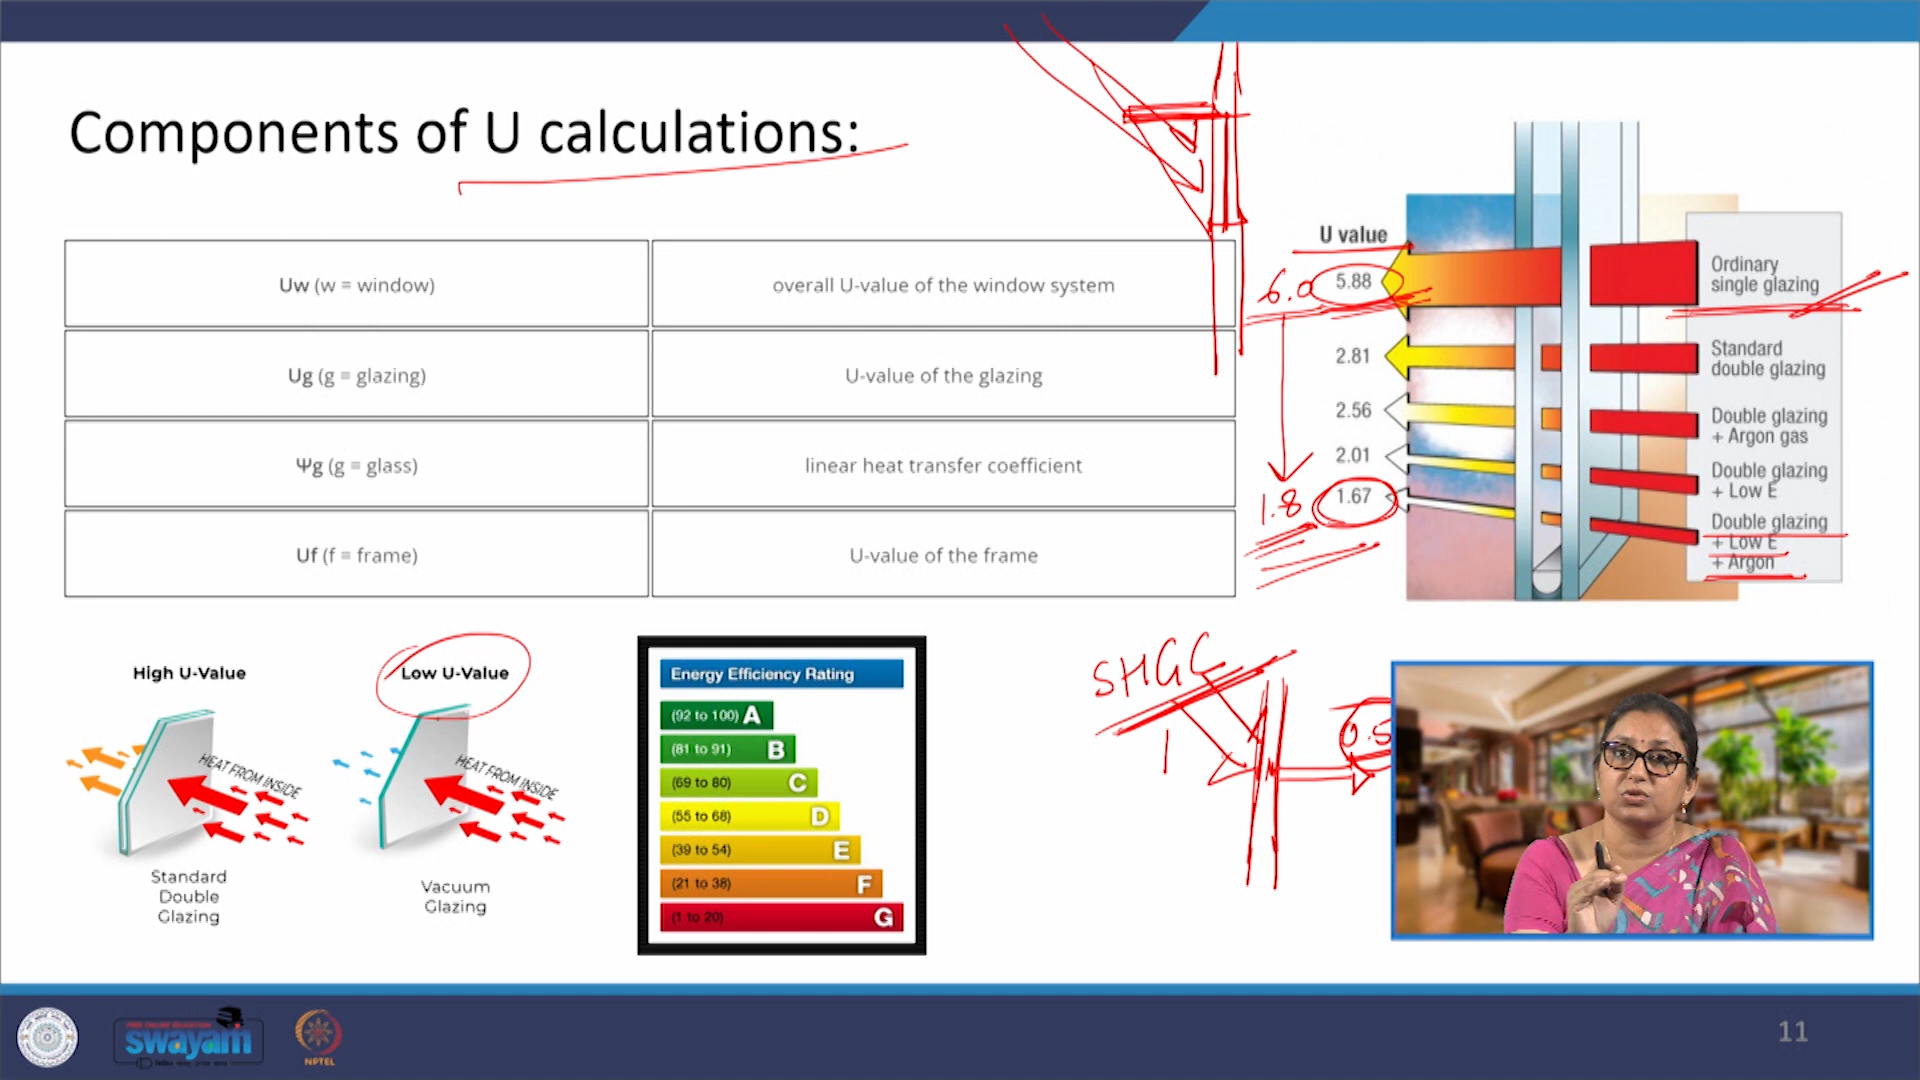 Components of U calculations:
Uw (w = window)
overall U-value of the window system
Ug (g = glazing)
U-value of the glazing
Ψg (g = glass)
linear heat transfer coefficient
Uf (f = frame)
U-value of the frame
U value
6.0
5.88
Ordinary
single glazing
2.81
Standard
double glazing
2.56
Double glazing
+ Argon gas
2.01
Double glazing
+ Low E
1.8
1.67
Double glazing
+ Low E
+ Argon
High U-Value
HEAT FROM INSIDE
Standard
Double
Glazing
Low U-Value
HEAT FROM INSIDE
Vacuum
Glazing
Energy Efficiency Rating
(92 to 100) A
(81 to 91) B
(69 to 80) C
(55 to 68) D
(39 to 54) E
(21 to 38) F
(1 to 20) G
SHGC
1
0.5
swayam
NPTEL
11